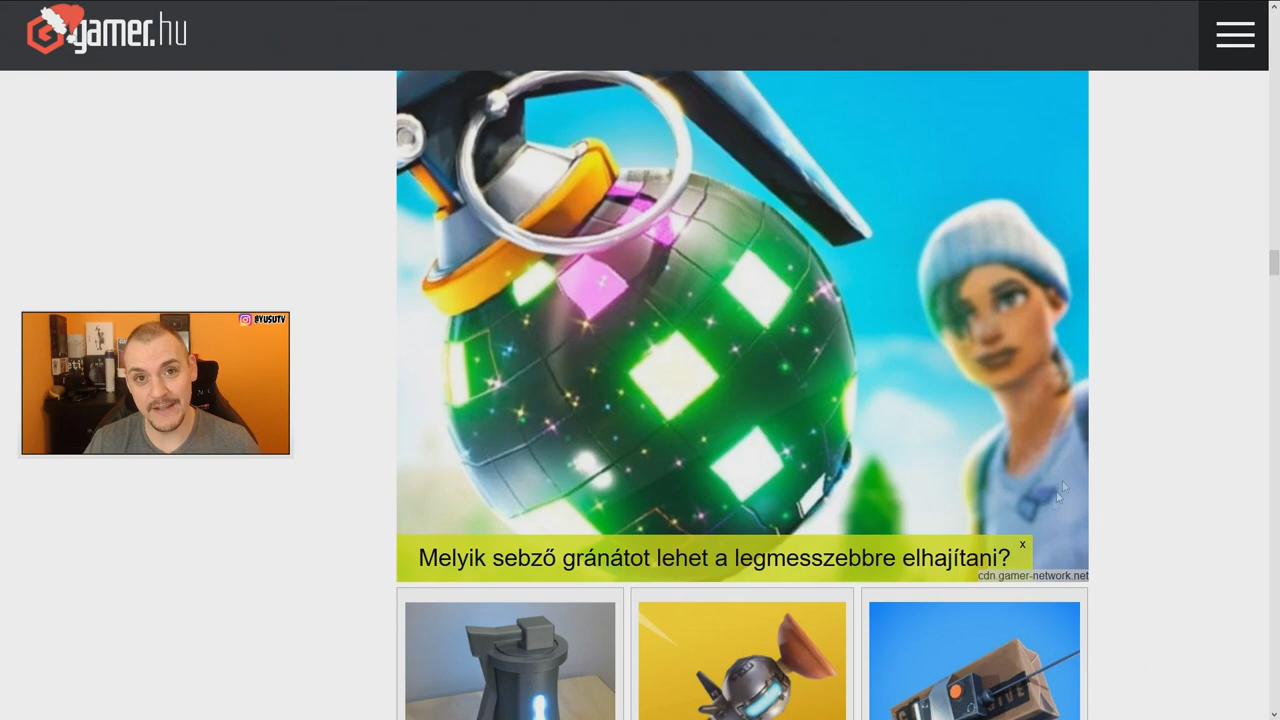 gamer.hu
@YUSUTV
Melyik sebző gránátot lehet a legmesszebbre elhajítani?
x
cdn.gamer-network.net